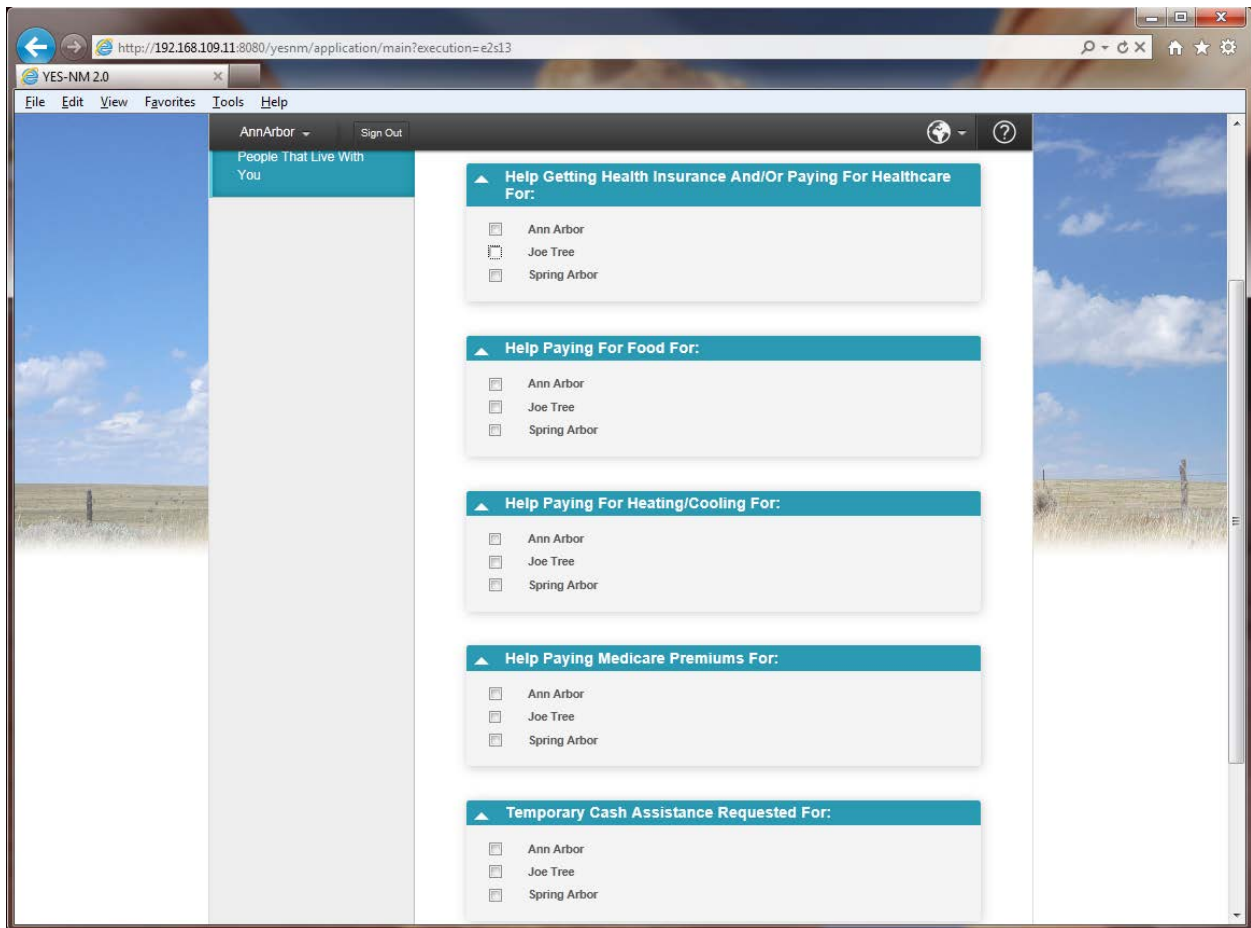 http://192.168.109.11:8080/yesnm/application/main?execution=e2s13
YES-NM 2.0
File Edit View Favorites Tools Help
AnnArbor Sign Out
People That Live With
You
Help Getting Health Insurance And/Or Paying For Healthcare
For:
Ann Arbor
Joe Tree
Spring Arbor
Help Paying For Food For:
Ann Arbor
Joe Tree
Spring Arbor
Help Paying For Heating/Cooling For:
Ann Arbor
Joe Tree
Spring Arbor
Help Paying Medicare Premiums For:
Ann Arbor
Joe Tree
Spring Arbor
Temporary Cash Assistance Requested For:
Ann Arbor
Joe Tree
Spring Arbor